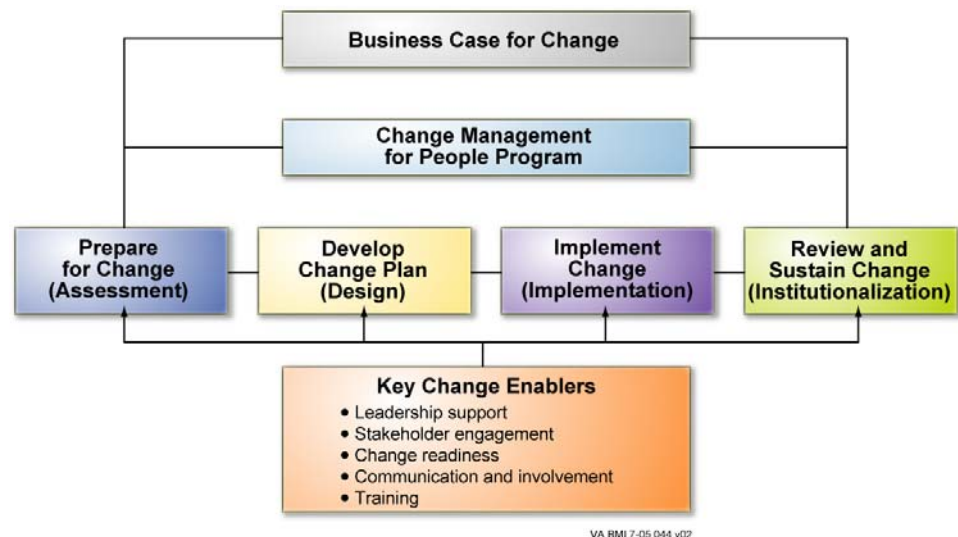 Business Case for Change
Change Management
for People Program
Prepare
for Change
(Assessment)
Develop
Change Plan
(Design)
Implement
Change
(Implementation)
Review and
Sustain Change
(Institutionalization)
Key Change Enablers
• Leadership support
• Stakeholder engagement
• Change readiness
• Communication and involvement
• Training
VA BMI 7-05 044 v02